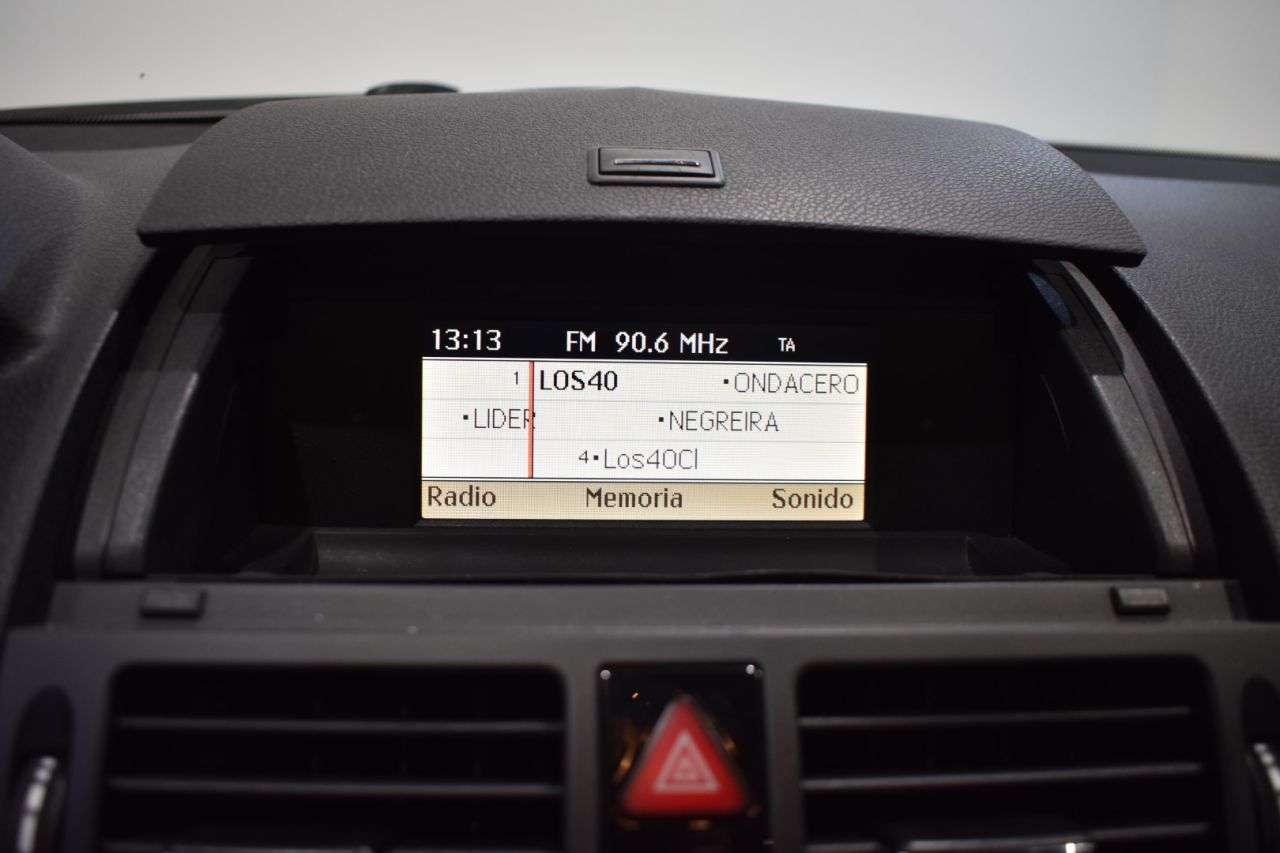 13:13 FM 90.6 MHz TA
1 LOS40 •ONDACERO
•LIDER •NEGREIRA
4•Los40Cl
Radio Memoria Sonido